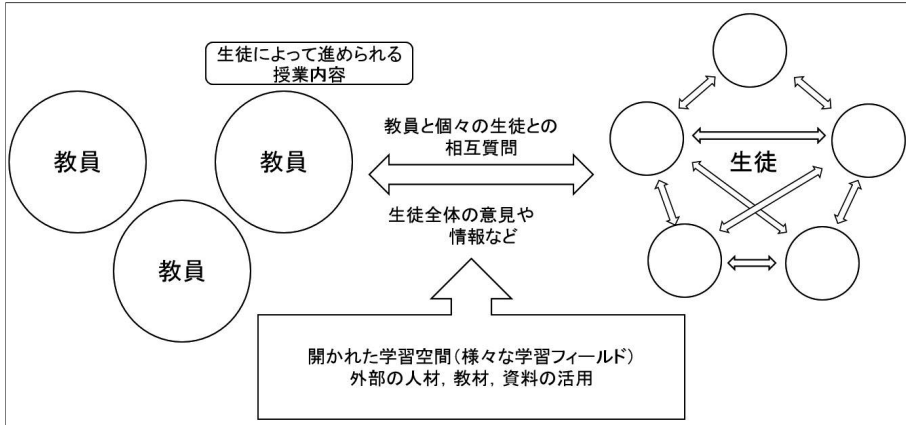 生徒によって進められる
授業内容
教員
教員
教員
教員と個々の生徒との
相互質問
生徒全体の意見や
情報など
生徒
開かれた学習空間(様々な学習フィールド)
外部の人材，教材，資料の活用